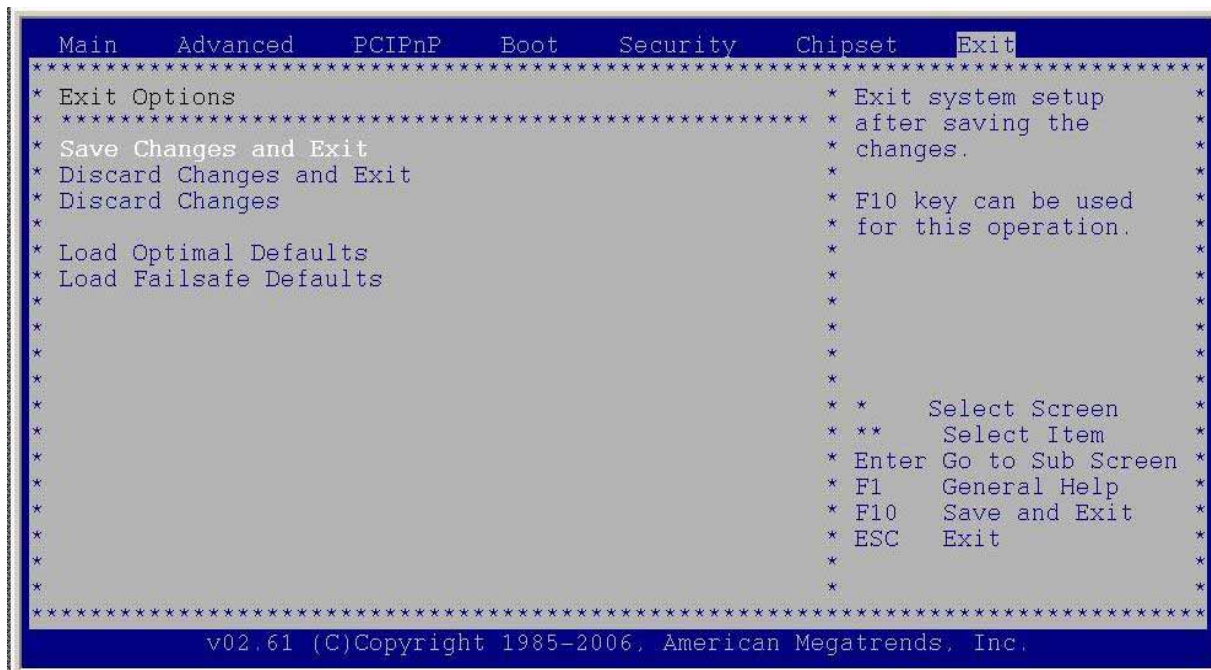 Main Advanced PCIPnP Boot Security Chipset Exit
********************************************************************************
* Exit Options * Exit system setup *
* *************************************************** * after saving the *
* Save Changes and Exit * changes. *
* Discard Changes and Exit * *
* Discard Changes * F10 key can be used *
* * for this operation. *
* Load Optimal Defaults * *
* Load Failsafe Defaults * *
* * *
* * *
* * *
* * *
* * * Select Screen *
* * ** Select Item *
* * Enter Go to Sub Screen *
* * F1 General Help *
* * F10 Save and Exit *
* * ESC Exit *
* * *
* * *
********************************************************************************
v02.61 (C)Copyright 1985-2006, American Megatrends, Inc.